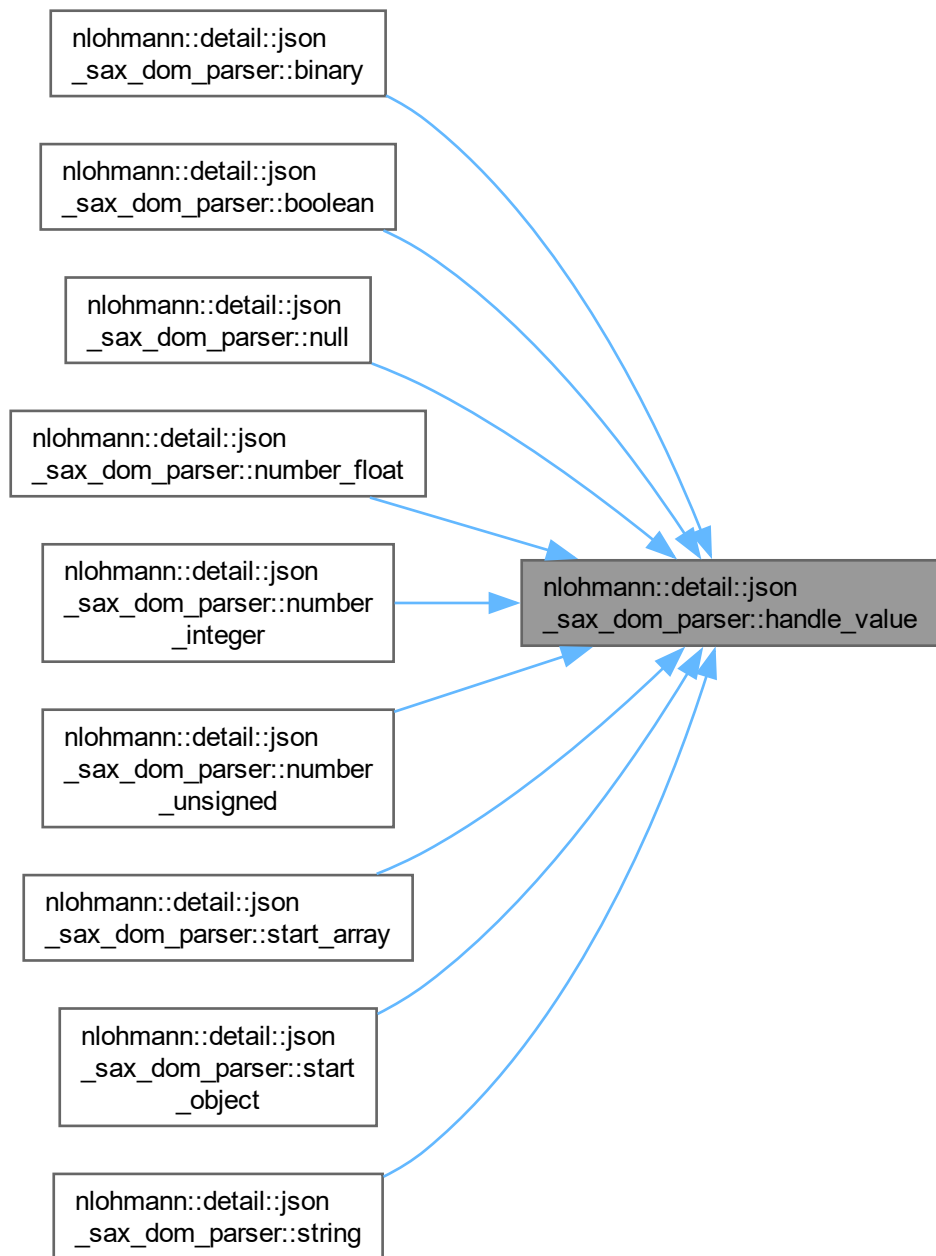 nlohmann::detail::json
_sax_dom_parser::binary
nlohmann::detail::json
_sax_dom_parser::boolean
nlohmann::detail::json
_sax_dom_parser::null
nlohmann::detail::json
_sax_dom_parser::number_float
nlohmann::detail::json
_sax_dom_parser::number
_integer
nlohmann::detail::json
_sax_dom_parser::handle_value
nlohmann::detail::json
_sax_dom_parser::number
_unsigned
nlohmann::detail::json
_sax_dom_parser::start_array
nlohmann::detail::json
_sax_dom_parser::start
_object
nlohmann::detail::json
_sax_dom_parser::string